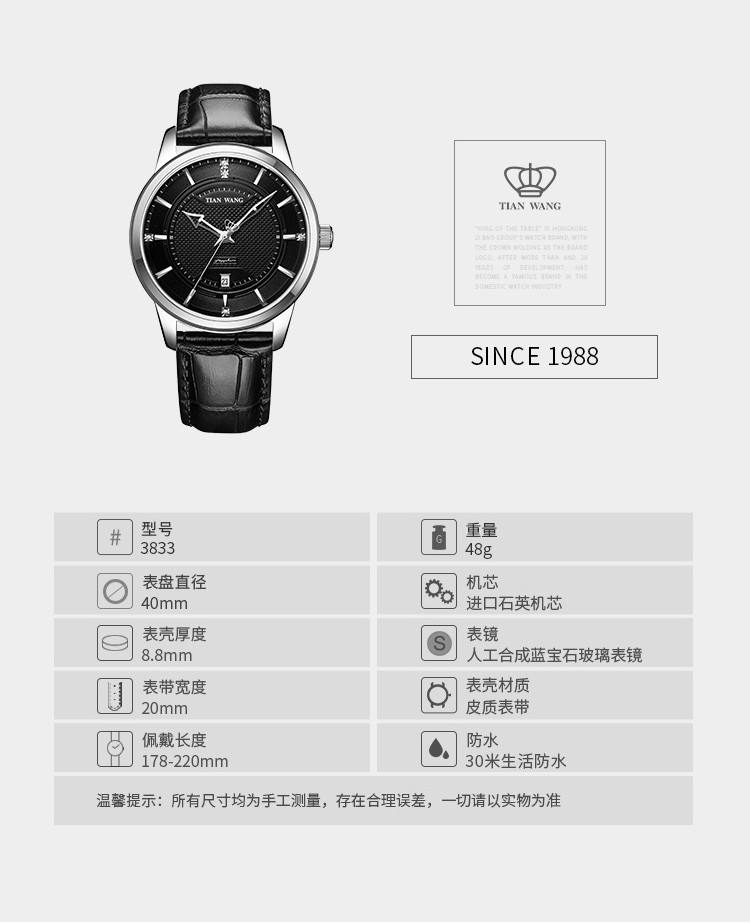 TIAN WANG
23
TIAN WANG
"KING OF THE TABLE" IS HONGKONG
JI BAO GROUP'S WATCH BRAND, WITH
THE CROWN MOLDING AS THE BRAND
LOGO, AFTER MORE THAN AND 20
YEARS OF DEVELOPMENT, HAS
BECOME A FAMOUS BRAND IN THE
DOMESTIC WATCH INDUSTRY
SINCE 1988
#
型号
3833
G
重量
48g
表盘直径
40mm
机芯
进口石英机芯
表壳厚度
8.8mm
S
表镜
人工合成蓝宝石玻璃表镜
表带宽度
20mm
表壳材质
皮质表带
佩戴长度
178-220mm
防水
30米生活防水
温馨提示：所有尺寸均为手工测量，存在合理误差，一切请以实物为准